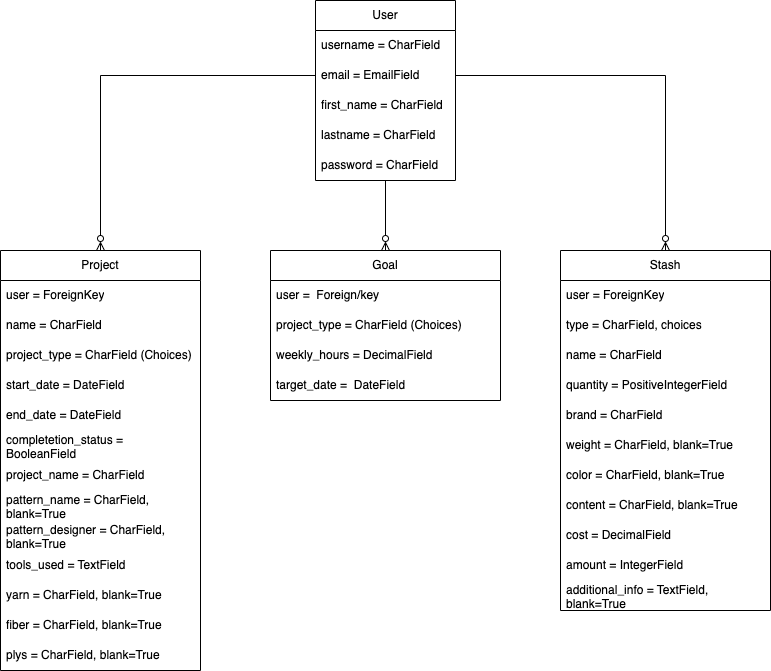 User
username = CharField
email = EmailField
first_name = CharField
lastname = CharField
password = CharField
Project
user = ForeignKey
name = CharField
project_type = CharField (Choices)
start_date = DateField
end_date = DateField
completetion_status =
BooleanField
project_name = CharField
pattern_name = CharField,
blank=True
pattern_designer = CharField,
blank=True
tools_used = TextField
yarn = CharField, blank=True
fiber = CharField, blank=True
plys = CharField, blank=True
Goal
user =  Foreign/key
project_type = CharField (Choices)
weekly_hours = DecimalField
target_date =  DateField
Stash
user = ForeignKey
type = CharField, choices
name = CharField
quantity = PositiveIntegerField
brand = CharField
weight = CharField, blank=True
color = CharField, blank=True
content = CharField, blank=True
cost = DecimalField
amount = IntegerField
additional_info = TextField,
blank=True